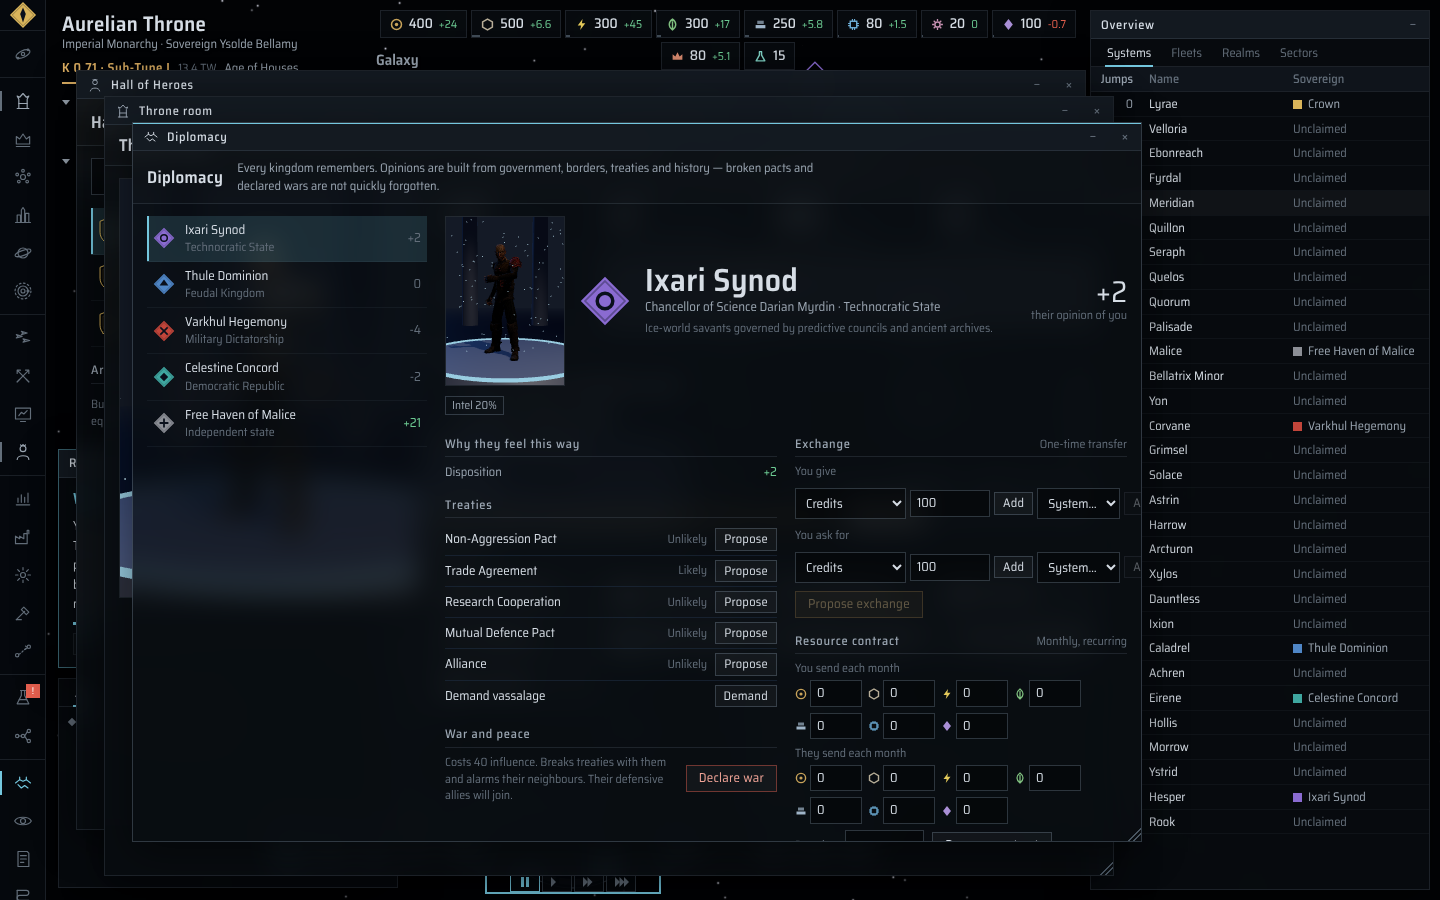 Aurelian Throne
Imperial Monarchy · Sovereign Ysolde Bellamy
K 0.71 · Sub-Type I 13.4 TW Age of Houses
400 +24
500 +6.6
300 +45
300 +17
250 +5.8
80 +1.5
20 0
100 -0.7
80 +5.1
15
Galaxy
Hall of Heroes
Throne room
Diplomacy
Diplomacy
Every kingdom remembers. Opinions are built from government, borders, treaties and history — broken pacts and
declared wars are not quickly forgotten.
Ixari Synod
Technocratic State
+2
Thule Dominion
Feudal Kingdom
0
Varkhul Hegemony
Military Dictatorship
-4
Celestine Concord
Democratic Republic
-2
Free Haven of Malice
Independent state
+21
Ixari Synod
Chancellor of Science Darian Myrdin · Technocratic State
Ice-world savants governed by predictive councils and ancient archives.
+2
their opinion of you
Intel 20%
Why they feel this way
Disposition +2
Treaties
Non-Aggression Pact Unlikely Propose
Trade Agreement Likely Propose
Research Cooperation Unlikely Propose
Mutual Defence Pact Unlikely Propose
Alliance Unlikely Propose
Demand vassalage Demand
War and peace
Costs 40 influence. Breaks treaties with them
and alarms their neighbours. Their defensive
allies will join.
Declare war
Exchange One-time transfer
You give
Credits 100 Add System...
You ask for
Credits 100 Add System...
Propose exchange
Resource contract Monthly, recurring
You send each month
0 0 0 0
0 0 0
They send each month
0 0 0 0
0 0 0
Overview
Systems Fleets Realms Sectors
Jumps Name Sovereign
0 Lyrae Crown
Velloria Unclaimed
Ebonreach Unclaimed
Fyrdal Unclaimed
Meridian Unclaimed
Quillon Unclaimed
Seraph Unclaimed
Quelos Unclaimed
Quorum Unclaimed
Palisade Unclaimed
Malice Free Haven of Malice
Bellatrix Minor Unclaimed
Yon Unclaimed
Corvane Varkhul Hegemony
Grimsel Unclaimed
Solace Unclaimed
Astrin Unclaimed
Harrow Unclaimed
Arcturon Unclaimed
Xylos Unclaimed
Dauntless Unclaimed
Ixion Unclaimed
Caladrel Thule Dominion
Achren Unclaimed
Eirene Celestine Concord
Hollis Unclaimed
Morrow Unclaimed
Ystrid Unclaimed
Hesper Ixari Synod
Rook Unclaimed